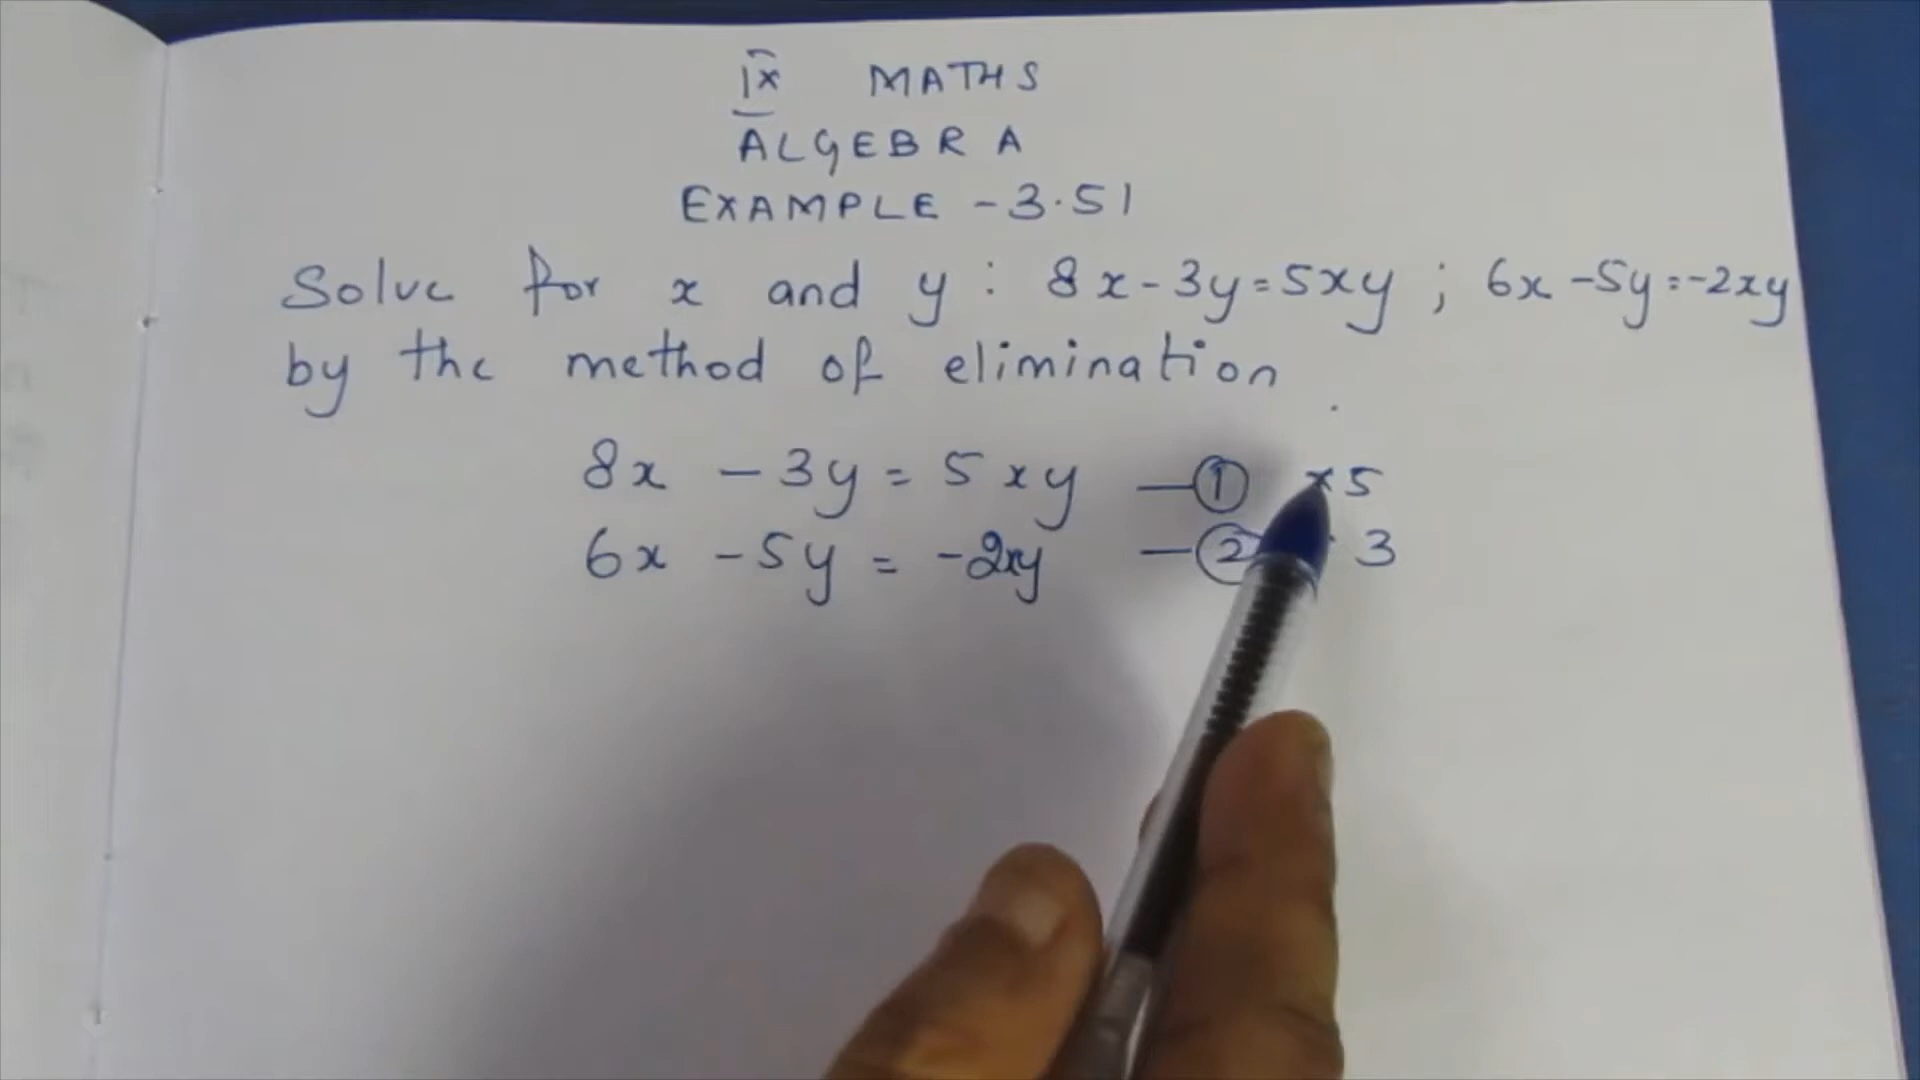 IX MATHS
ALGEBRA
EXAMPLE - 3.51
Solve for x and y : 8x - 3y = 5xy ; 6x - 5y = -2xy
by the method of elimination.
8x - 3y = 5xy — ① × 5
6x - 5y = -2xy — ② 3